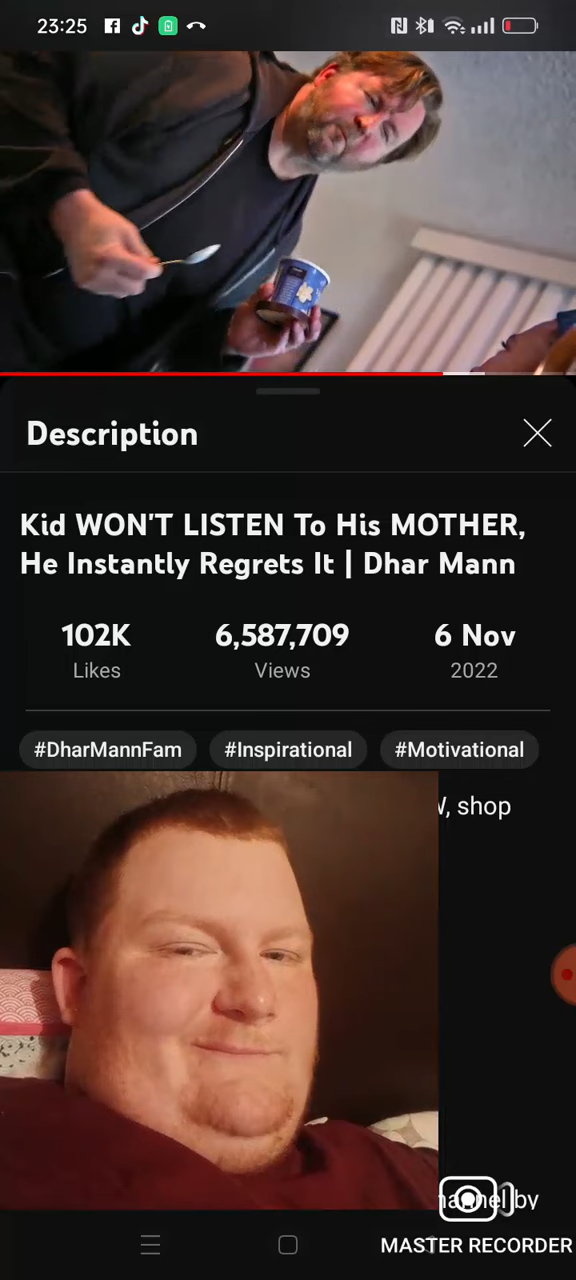 23:25
Description
Kid WON'T LISTEN To His MOTHER,
He Instantly Regrets It | Dhar Mann
102K
6,587,709
6 Nov
Likes
Views
2022
#DharMannFam
#Inspirational
#Motivational
shop
by
MASTER RECORDER